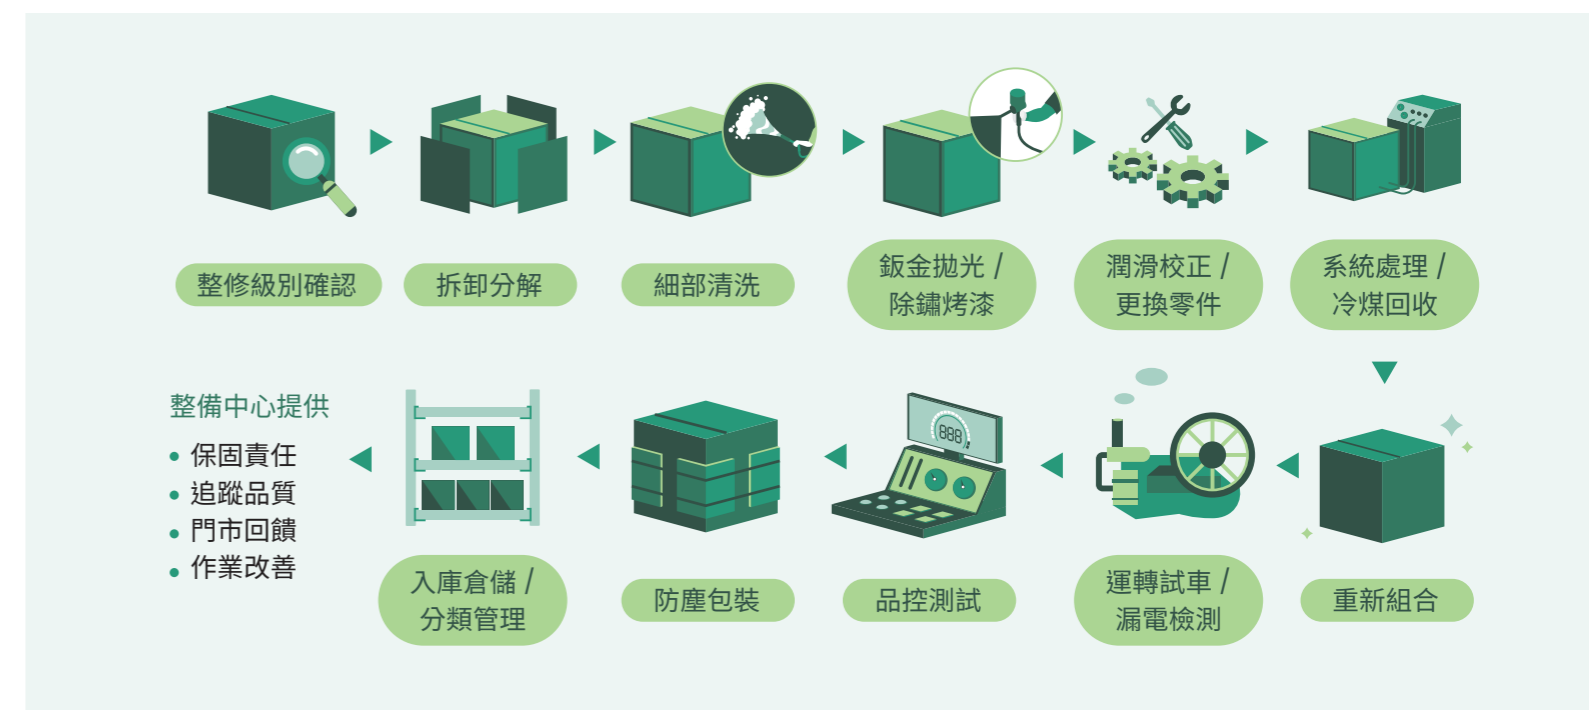 整修級別確認
拆卸分解
細部清洗
鈑金拋光 /
除鏽烤漆
潤滑校正 /
更換零件
系統處理 /
冷煤回收
重新組合
運轉試車 /
漏電檢測
888
品控測試
防塵包裝
入庫倉儲 /
分類管理
整備中心提供
• 保固責任
• 追蹤品質
• 門市回饋
• 作業改善